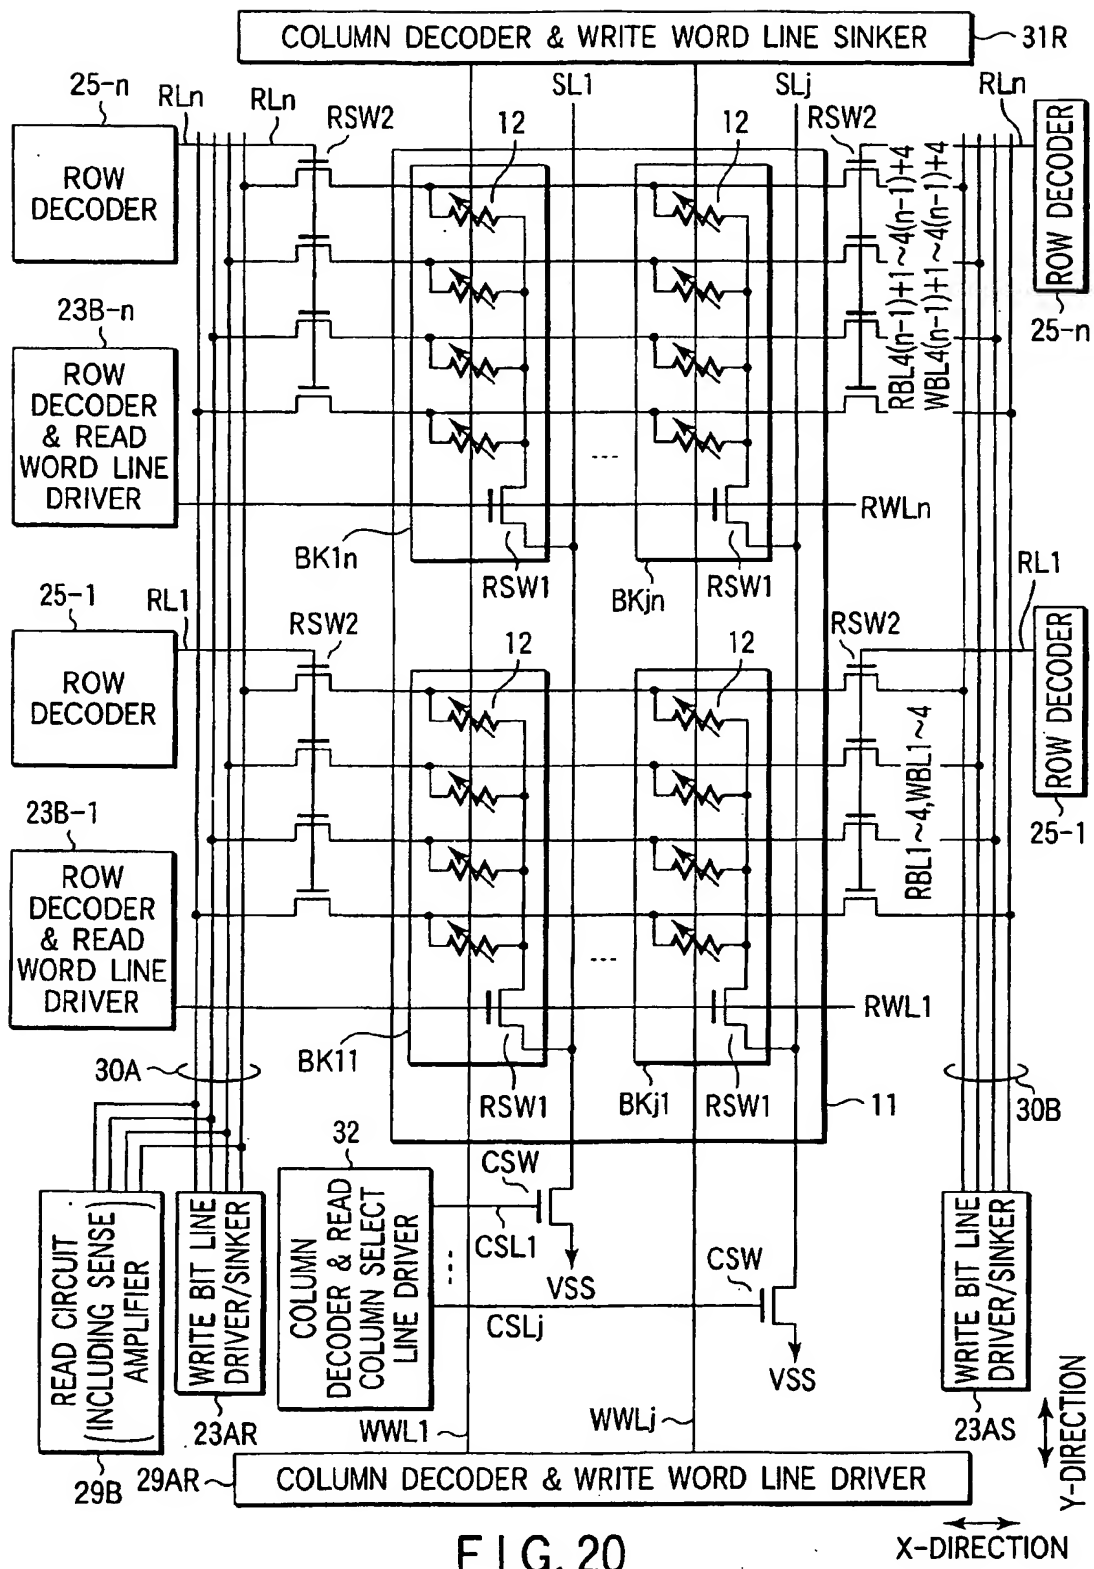 COLUMN DECODER & WRITE WORD LINE SINKER
31R
25-n
RLn
RLn
RSW2
12
SL1
12
SLj
RSW2
RLn
ROW
DECODER
ROW DECODER
25-n
RBL4(n-1)+1~4(n-1)+4
WBL4(n-1)+1~4(n-1)+4
23B-n
ROW
DECODER
& READ
WORD LINE
DRIVER
...
RWLn
BK1n
RSW1
BKjn
RSW1
25-1
RL1
RSW2
12
12
RSW2
RL1
ROW
DECODER
ROW DECODER
25-1
RBL1~4,WBL1~4
23B-1
ROW
DECODER
& READ
WORD LINE
DRIVER
...
RWL1
BK11
RSW1
BKj1
RSW1
11
30A
30B
32
CSW
CSL1
VSS
CSW
CSLj
VSS
READ CIRCUIT
(INCLUDING SENSE
AMPLIFIER)
29B
WRITE BIT LINE
DRIVER/SINKER
23AR
COLUMN
DECODER & READ
COLUMN SELECT
LINE DRIVER
...
WRITE BIT LINE
DRIVER/SINKER
23AS
WWL1
WWLj
29AR
COLUMN DECODER & WRITE WORD LINE DRIVER
Y-DIRECTION
X-DIRECTION
FIG. 20